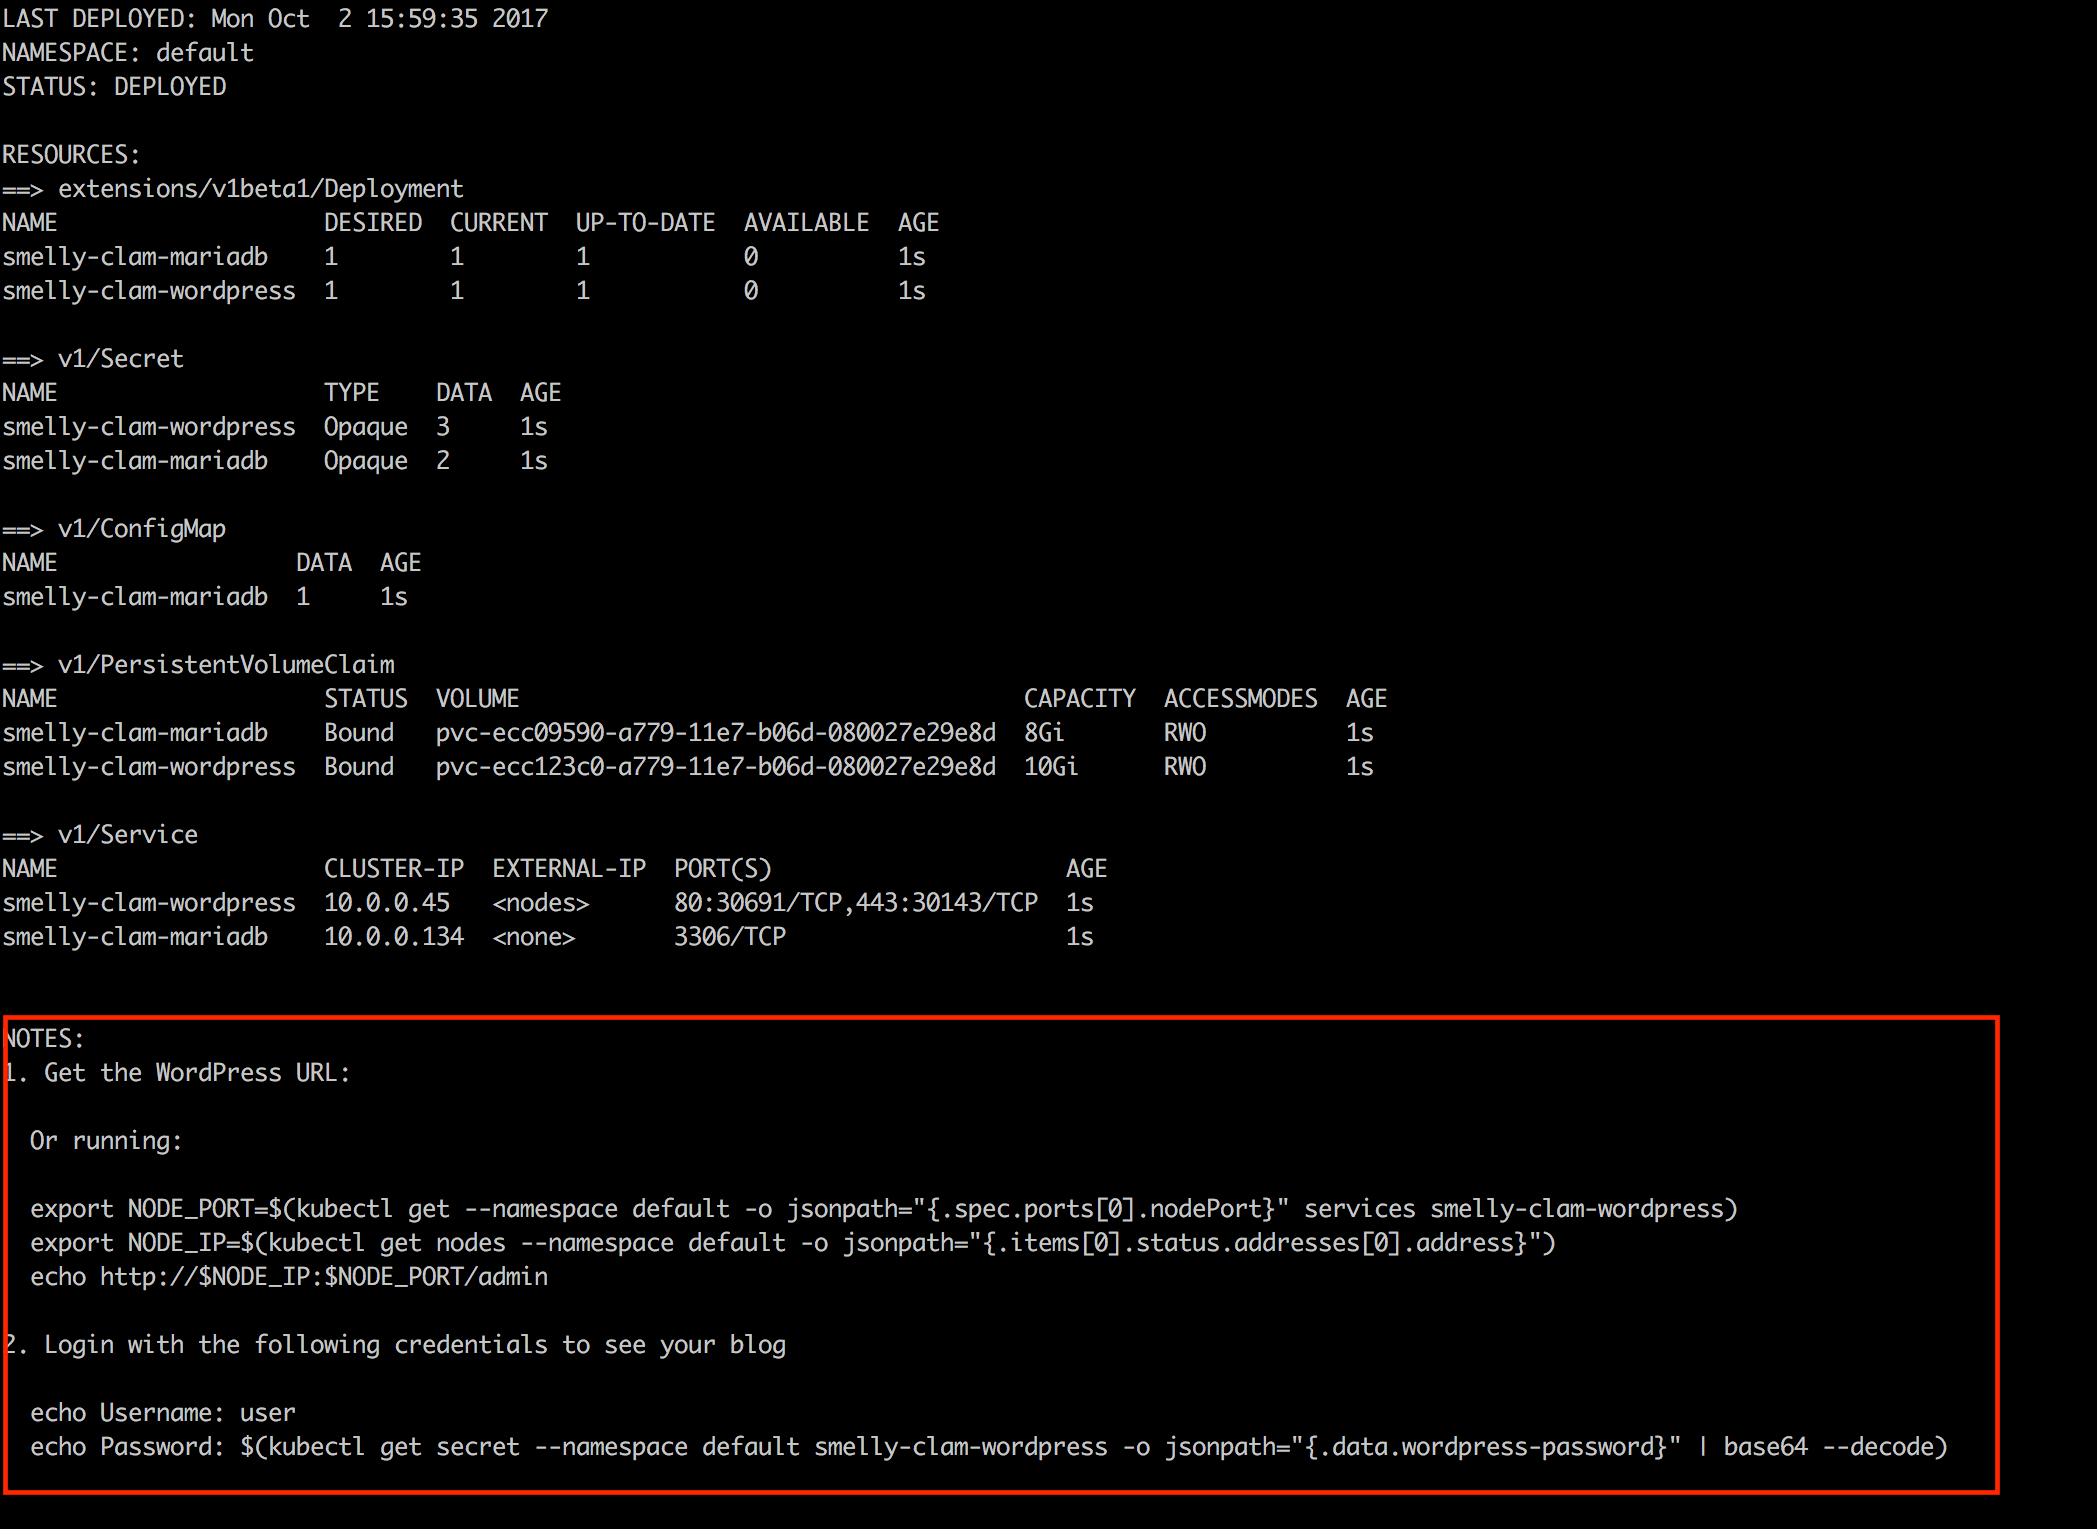 LAST DEPLOYED: Mon Oct  2 15:59:35 2017
NAMESPACE: default
STATUS: DEPLOYED

RESOURCES:
==> extensions/v1beta1/Deployment
NAME                   DESIRED  CURRENT  UP-TO-DATE  AVAILABLE  AGE
smelly-clam-mariadb    1        1        1           0          1s
smelly-clam-wordpress  1        1        1           0          1s

==> v1/Secret
NAME                   TYPE    DATA  AGE
smelly-clam-wordpress  Opaque  3     1s
smelly-clam-mariadb    Opaque  2     1s

==> v1/ConfigMap
NAME                 DATA  AGE
smelly-clam-mariadb  1     1s

==> v1/PersistentVolumeClaim
NAME                   STATUS  VOLUME                                    CAPACITY  ACCESSMODES  AGE
smelly-clam-mariadb    Bound   pvc-ecc09590-a779-11e7-b06d-080027e29e8d  8Gi       RWO          1s
smelly-clam-wordpress  Bound   pvc-ecc123c0-a779-11e7-b06d-080027e29e8d  10Gi      RWO          1s

==> v1/Service
NAME                   CLUSTER-IP  EXTERNAL-IP  PORT(S)                     AGE
smelly-clam-wordpress  10.0.0.45   <nodes>      80:30691/TCP,443:30143/TCP  1s
smelly-clam-mariadb    10.0.0.134  <none>       3306/TCP                    1s

NOTES:
1. Get the WordPress URL:

  Or running:

  export NODE_PORT=$(kubectl get --namespace default -o jsonpath="{.spec.ports[0].nodePort}" services smelly-clam-wordpress)
  export NODE_IP=$(kubectl get nodes --namespace default -o jsonpath="{.items[0].status.addresses[0].address}")
  echo http://$NODE_IP:$NODE_PORT/admin

2. Login with the following credentials to see your blog

  echo Username: user
  echo Password: $(kubectl get secret --namespace default smelly-clam-wordpress -o jsonpath="{.data.wordpress-password}" | base64 --decode)